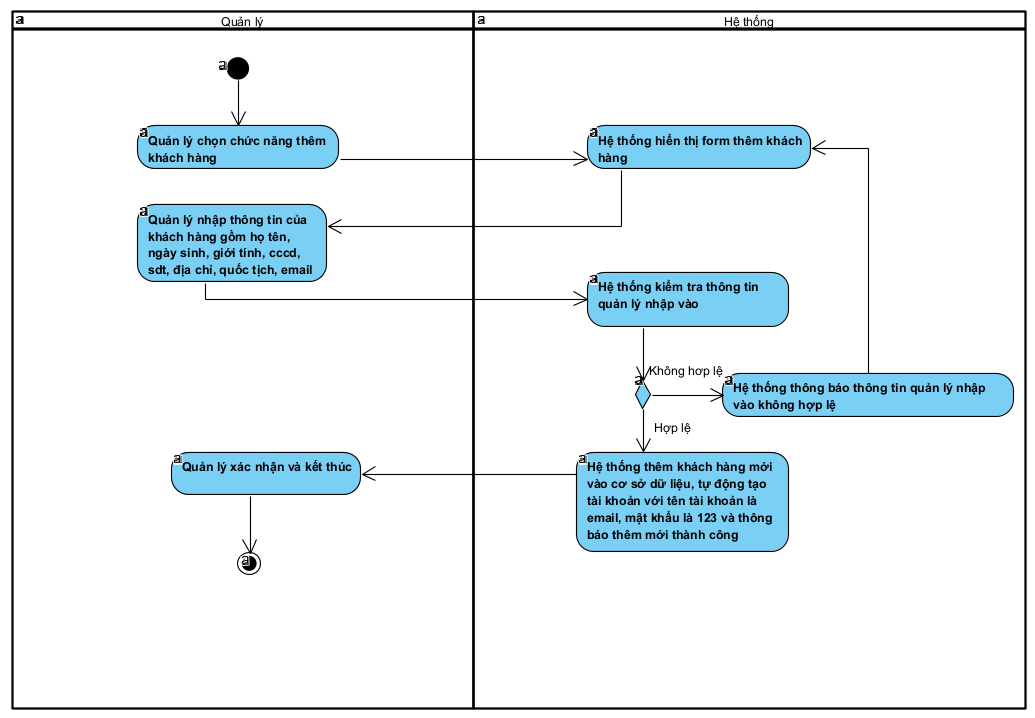 Quản lý
Hệ thống
Quản lý chọn chức năng thêm
khách hàng
Hệ thống hiển thị form thêm khách
hàng
Quản lý nhập thông tin của
khách hàng gồm họ tên,
ngày sinh, giới tính, cccd,
sdt, địa chỉ, quốc tịch, email
Hệ thống kiểm tra thông tin
quản lý nhập vào
Không hơp lệ
Hệ thống thông báo thông tin quản lý nhập
vào không hợp lệ
Hợp lệ
Quản lý xác nhận và kết thúc
Hệ thống thêm khách hàng mới
vào cơ sở dữ liệu, tự động tạo
tài khoản với tên tài khoản là
email, mật khẩu là 123 và thông
báo thêm mới thành công